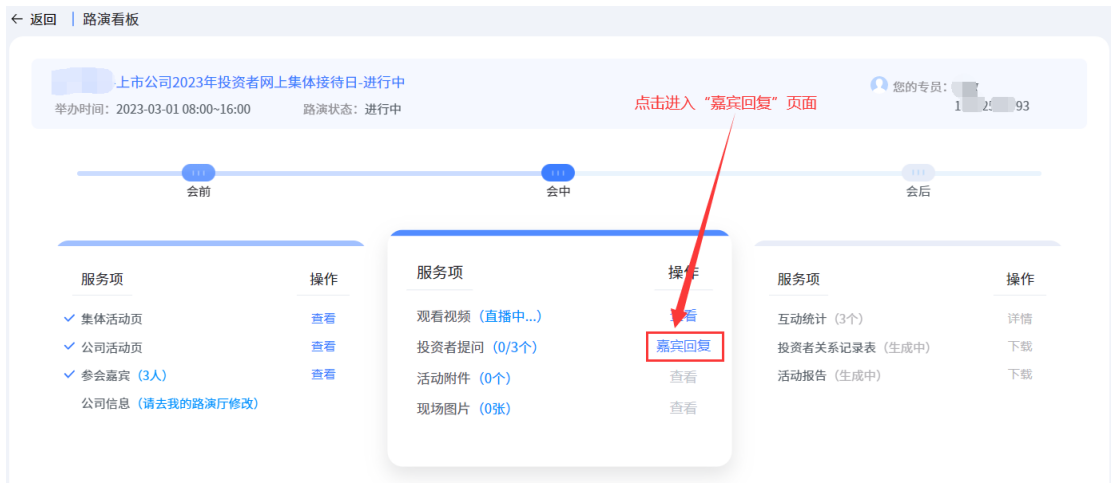 ← 返回 | 路演看板
上市公司2023年投资者网上集体接待日-进行中
举办时间：2023-03-01 08:00~16:00 路演状态：进行中
您的专员：
93
点击进入“嘉宾回复”页面
会前 会中 会后
服务项 操作
集体活动页 查看
公司活动页 查看
参会嘉宾（3人） 查看
公司信息（请去我的路演厅修改）
服务项 操作
观看视频（直播中...） 查看
投资者提问（0/3个） 嘉宾回复
活动附件（0个） 查看
现场图片（0张） 查看
服务项 操作
互动统计（3个） 详情
投资者关系记录表（生成中） 下载
活动报告（生成中） 下载